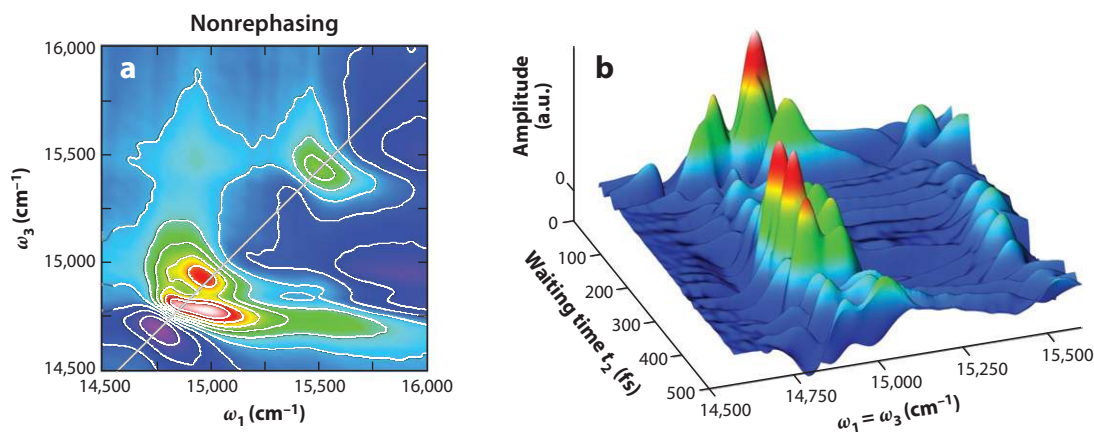 Nonrephasing
a
16,000
15,500
15,000
14,500
ω₃ (cm⁻¹)
14,500
15,000
15,500
16,000
ω₁ (cm⁻¹)
b
Amplitude
(a.u.)
0
0
100
200
300
400
500
Waiting time t₂ (fs)
14,500
14,750
15,000
15,250
15,500
ω₁ = ω₃ (cm⁻¹)